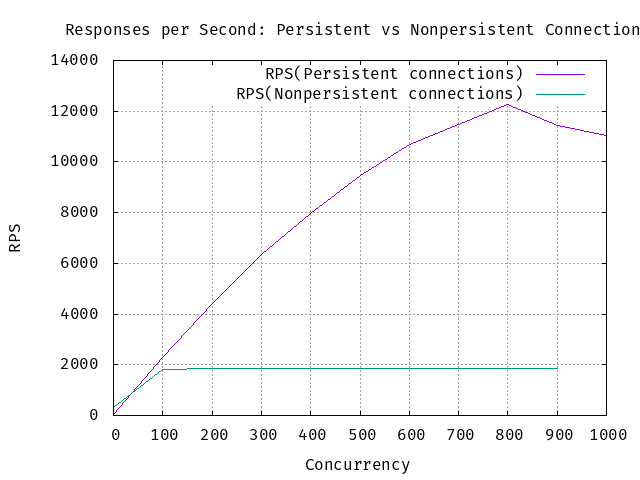 Responses per Second: Persistent vs Nonpersistent Connection
14000
RPS(Persistent connections)
RPS(Nonpersistent connections)
12000
10000
8000
6000
4000
2000
0
RPS
0 100 200 300 400 500 600 700 800 900 1000
Concurrency